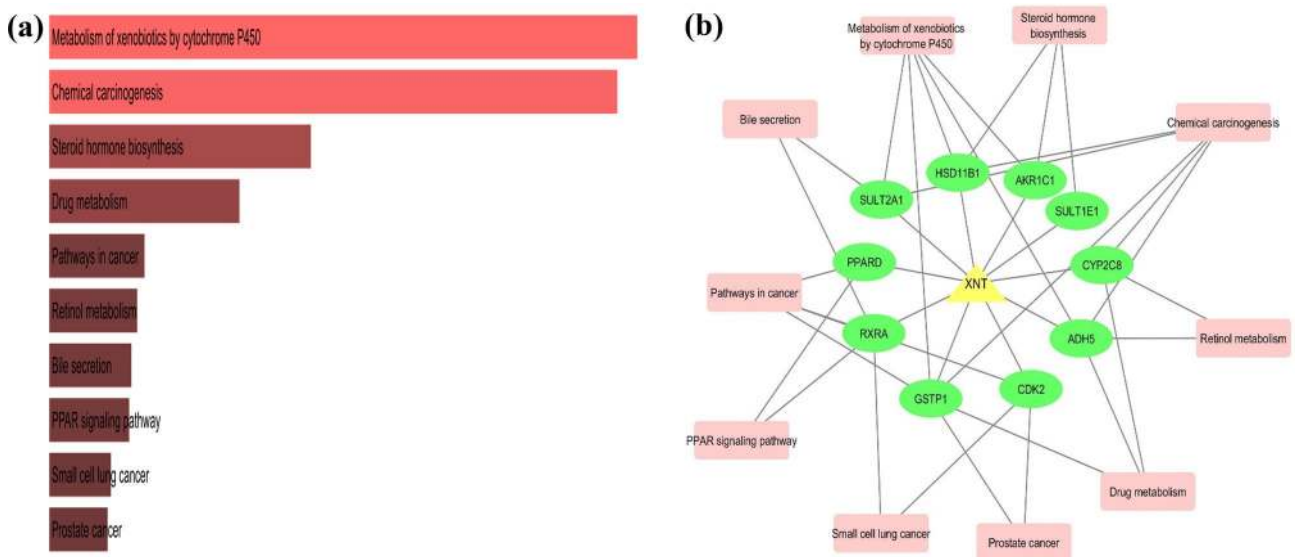 (a)
Metabolism of xenobiotics by cytochrome P450
Chemical carcinogenesis
Steroid hormone biosynthesis
Drug metabolism
Pathways in cancer
Retinol metabolism
Bile secretion
PPAR signaling pathway
Small cell lung cancer
Prostate cancer
(b)
Metabolism of xenobiotics
by cytochrome P450
Steroid hormone
biosynthesis
Bile secretion
Chemical carcinogenesis
HSD11B1
AKR1C1
SULT2A1
SULT1E1
PPARD
CYP2C8
XNT
Pathways in cancer
RXRA
ADH5
Retinol metabolism
GSTP1
CDK2
PPAR signaling pathway
Drug metabolism
Small cell lung cancer
Prostate cancer